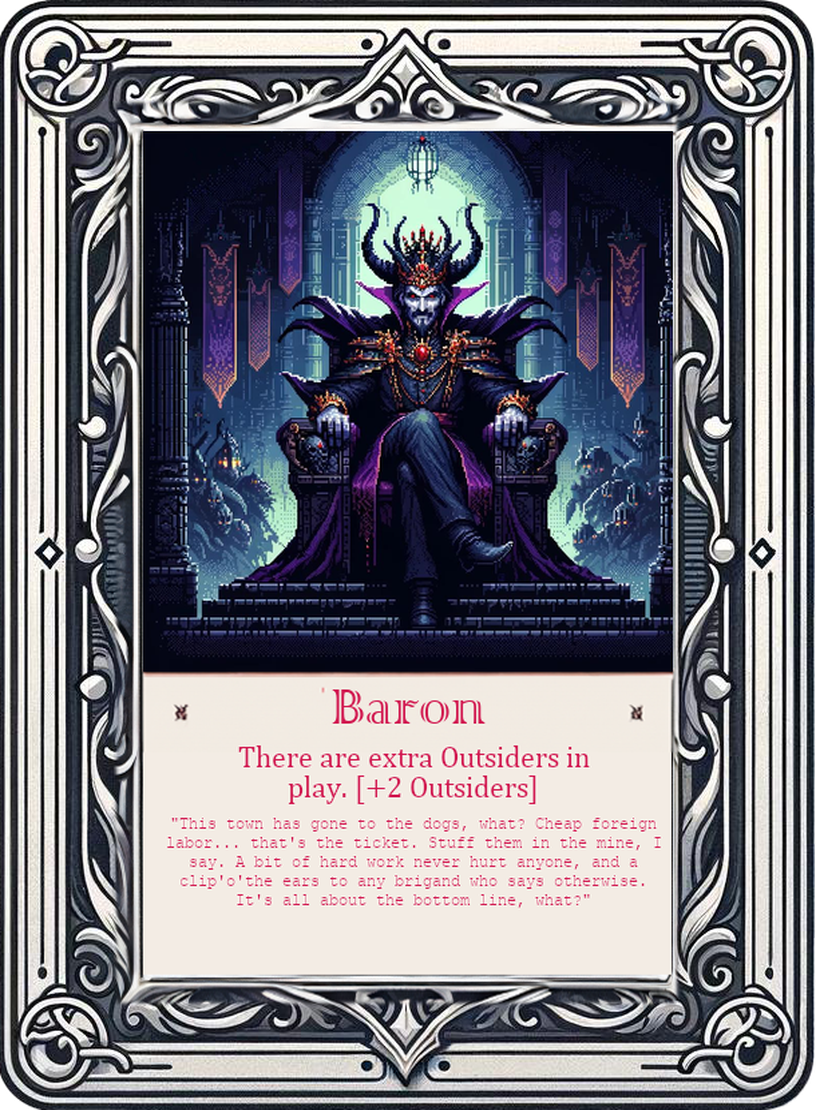 Baron
There are extra Outsiders in
play. [+2 Outsiders]
"This town has gone to the dogs, what? Cheap foreign
labor... that's the ticket. Stuff them in the mine, I
say. A bit of hard work never hurt anyone, and a
clip'o'the ears to any brigand who says otherwise.
It's all about the bottom line, what?"